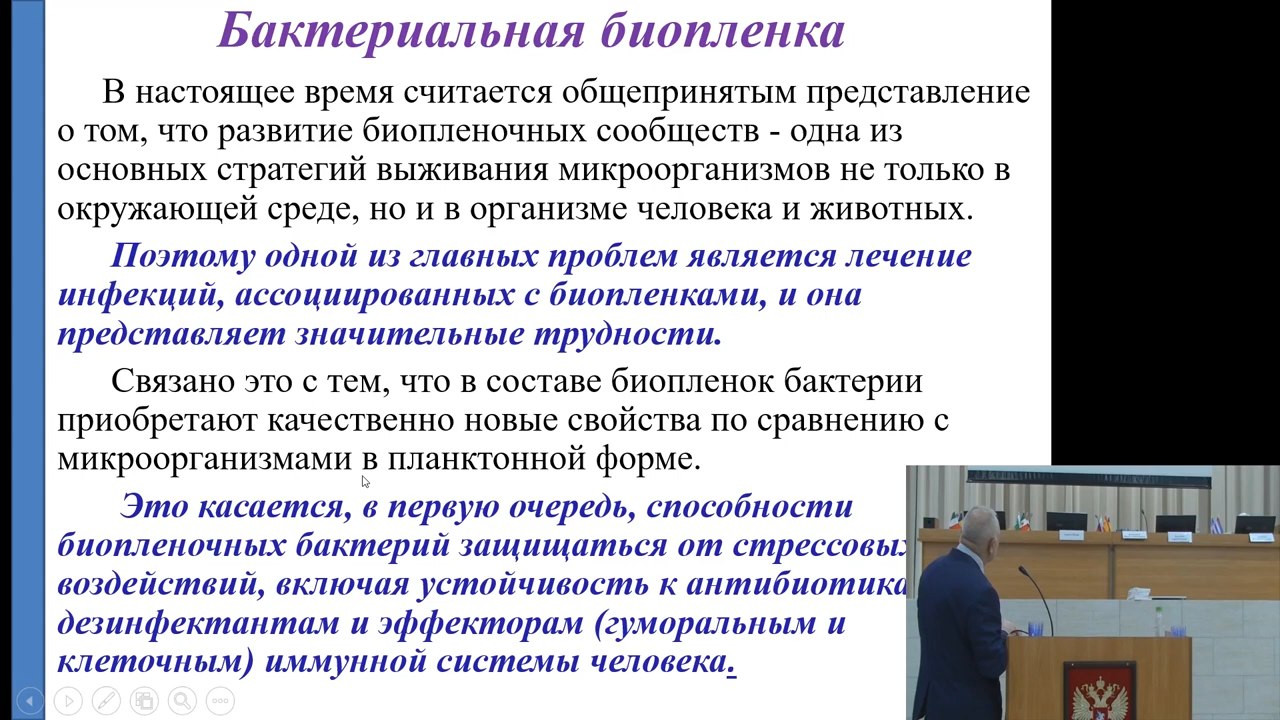 Бактериальная биопленка
В настоящее время считается общепринятым представление
о том, что развитие биопленочных сообществ - одна из
основных стратегий выживания микроорганизмов не только в
окружающей среде, но и в организме человека и животных.
Поэтому одной из главных проблем является лечение
инфекций, ассоциированных с биопленками, и она
представляет значительные трудности.
Связано это с тем, что в составе биопленок бактерии
приобретают качественно новые свойства по сравнению с
микроорганизмами в планктонной форме.
Это касается, в первую очередь, способности
биопленочных бактерий защищаться от стрессовых
воздействий, включая устойчивость к антибиотика
дезинфектантам и эффекторам (гуморальным и
клеточным) иммунной системы человека.